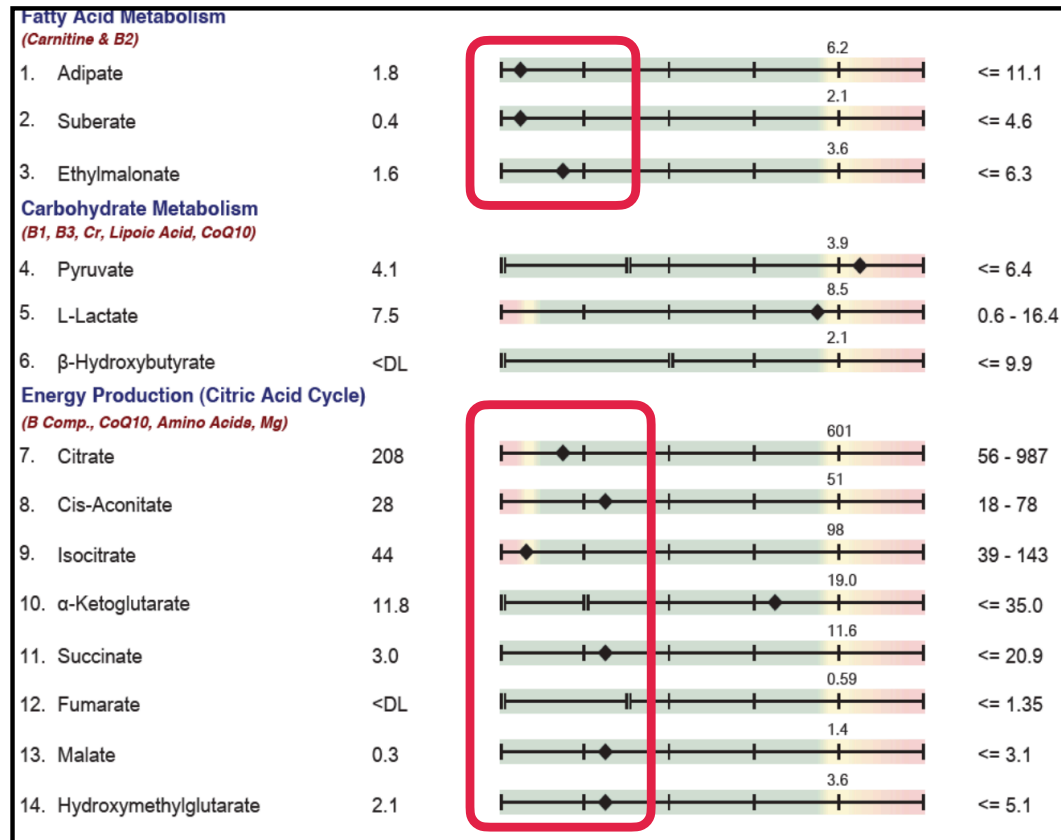 Fatty Acid Metabolism
(Carnitine & B2)
6.2
1. Adipate 1.8 <= 11.1
2.1
2. Suberate 0.4 <= 4.6
3.6
3. Ethylmalonate 1.6 <= 6.3
Carbohydrate Metabolism
(B1, B3, Cr, Lipoic Acid, CoQ10)
3.9
4. Pyruvate 4.1 <= 6.4
8.5
5. L-Lactate 7.5 0.6 - 16.4
2.1
6. β-Hydroxybutyrate <DL <= 9.9
Energy Production (Citric Acid Cycle)
(B Comp., CoQ10, Amino Acids, Mg)
601
7. Citrate 208 56 - 987
51
8. Cis-Aconitate 28 18 - 78
98
9. Isocitrate 44 39 - 143
19.0
10. α-Ketoglutarate 11.8 <= 35.0
11.6
11. Succinate 3.0 <= 20.9
0.59
12. Fumarate <DL <= 1.35
1.4
13. Malate 0.3 <= 3.1
3.6
14. Hydroxymethylglutarate 2.1 <= 5.1